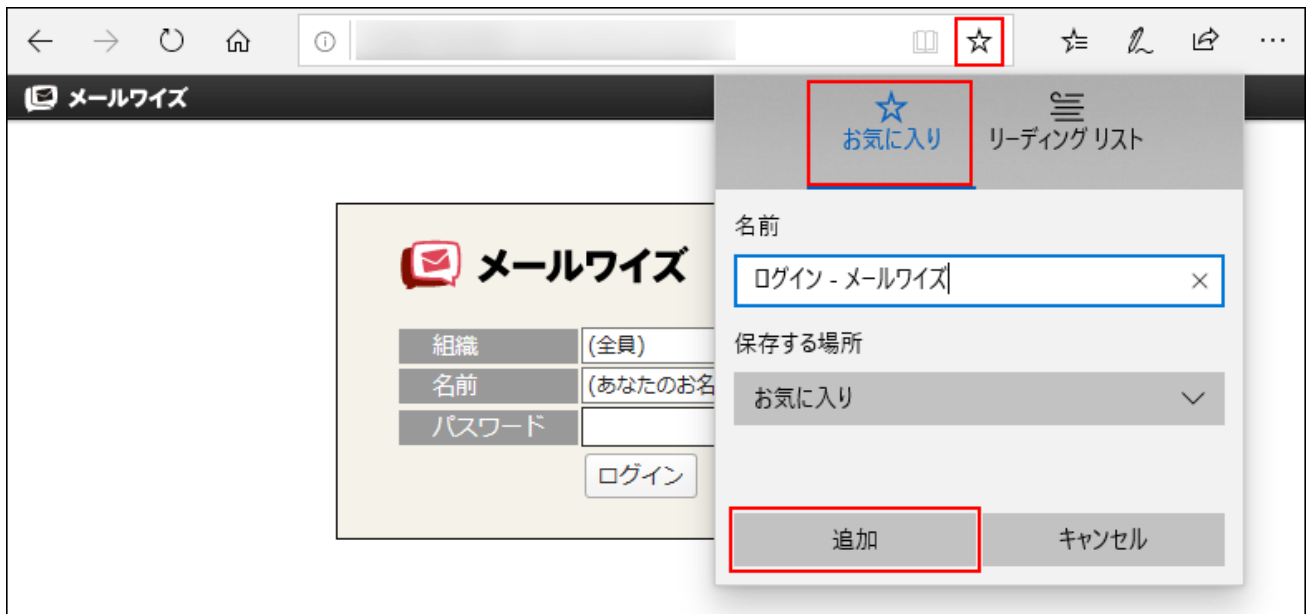 メールワイズ
お気に入り
リーディング リスト
名前
ログイン - メールワイズ
保存する場所
お気に入り
追加
キャンセル
メールワイズ
組織
(全員)
名前
(あなたのお名
パスワード
ログイン